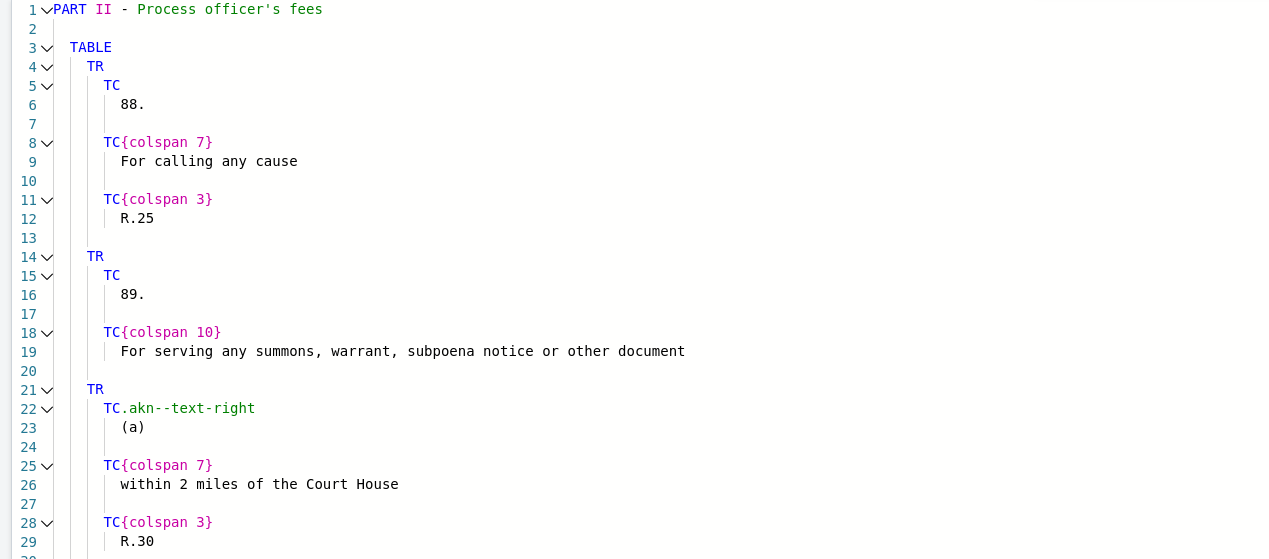 1 PART II - Process officer's fees
2
3 TABLE
4 TR
5 TC
6 88.
7
8 TC{colspan 7}
9 For calling any cause
10
11 TC{colspan 3}
12 R.25
13
14 TR
15 TC
16 89.
17
18 TC{colspan 10}
19 For serving any summons, warrant, subpoena notice or other document
20
21 TR
22 TC.akn--text-right
23 (a)
24
25 TC{colspan 7}
26 within 2 miles of the Court House
27
28 TC{colspan 3}
29 R.30